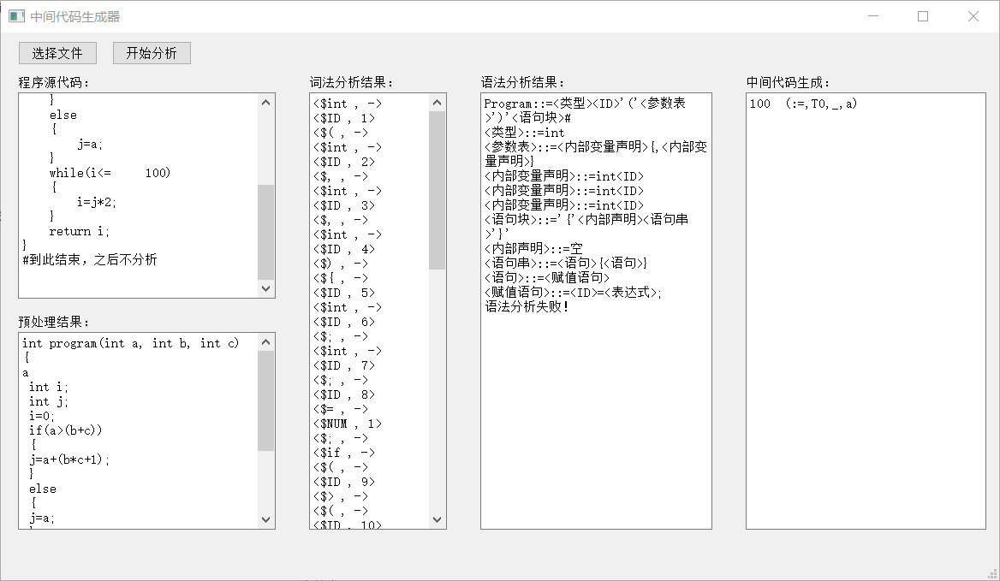 中间代码生成器
选择文件
开始分析
程序源代码:
}
else
{
j=a;
}
while(i<=     100)
{
i=j*2;
}
return i;
}
#到此结束，之后不分析
预处理结果:
int program(int a, int b, int c)
{
a
int i;
int j;
i=0;
if(a>(b+c))
{
j=a+(b*c+1);
}
else
{
j=a;
词法分析结果:
<$int , ->
<$ID , 1>
<$( , ->
<$int , ->
<$ID , 2>
<$, , ->
<$int , ->
<$ID , 3>
<$, , ->
<$int , ->
<$ID , 4>
<$) , ->
<${ , ->
<$ID , 5>
<$int , ->
<$ID , 6>
<$; , ->
<$int , ->
<$ID , 7>
<$; , ->
<$ID , 8>
<$= , ->
<$NUM , 1>
<$; , ->
<$if , ->
<$( , ->
<$ID , 9>
<$> , ->
<$( , ->
<$ID , 10>
语法分析结果:
Program::=<类型><ID>'('<参数表
>')'<语句块>#
<类型>::=int
<参数表>::=<内部变量声明>{,<内部变
量声明>}
<内部变量声明>::=int<ID>
<内部变量声明>::=int<ID>
<内部变量声明>::=int<ID>
<语句块>::='{'<内部声明><语句串
>'}'
<内部声明>::=空
<语句串>::=<语句>{<语句>}
<语句>::=<赋值语句>
<赋值语句>::=<ID>=<表达式>;
语法分析失败!
中间代码生成:
100  (:=,T0,_,a)